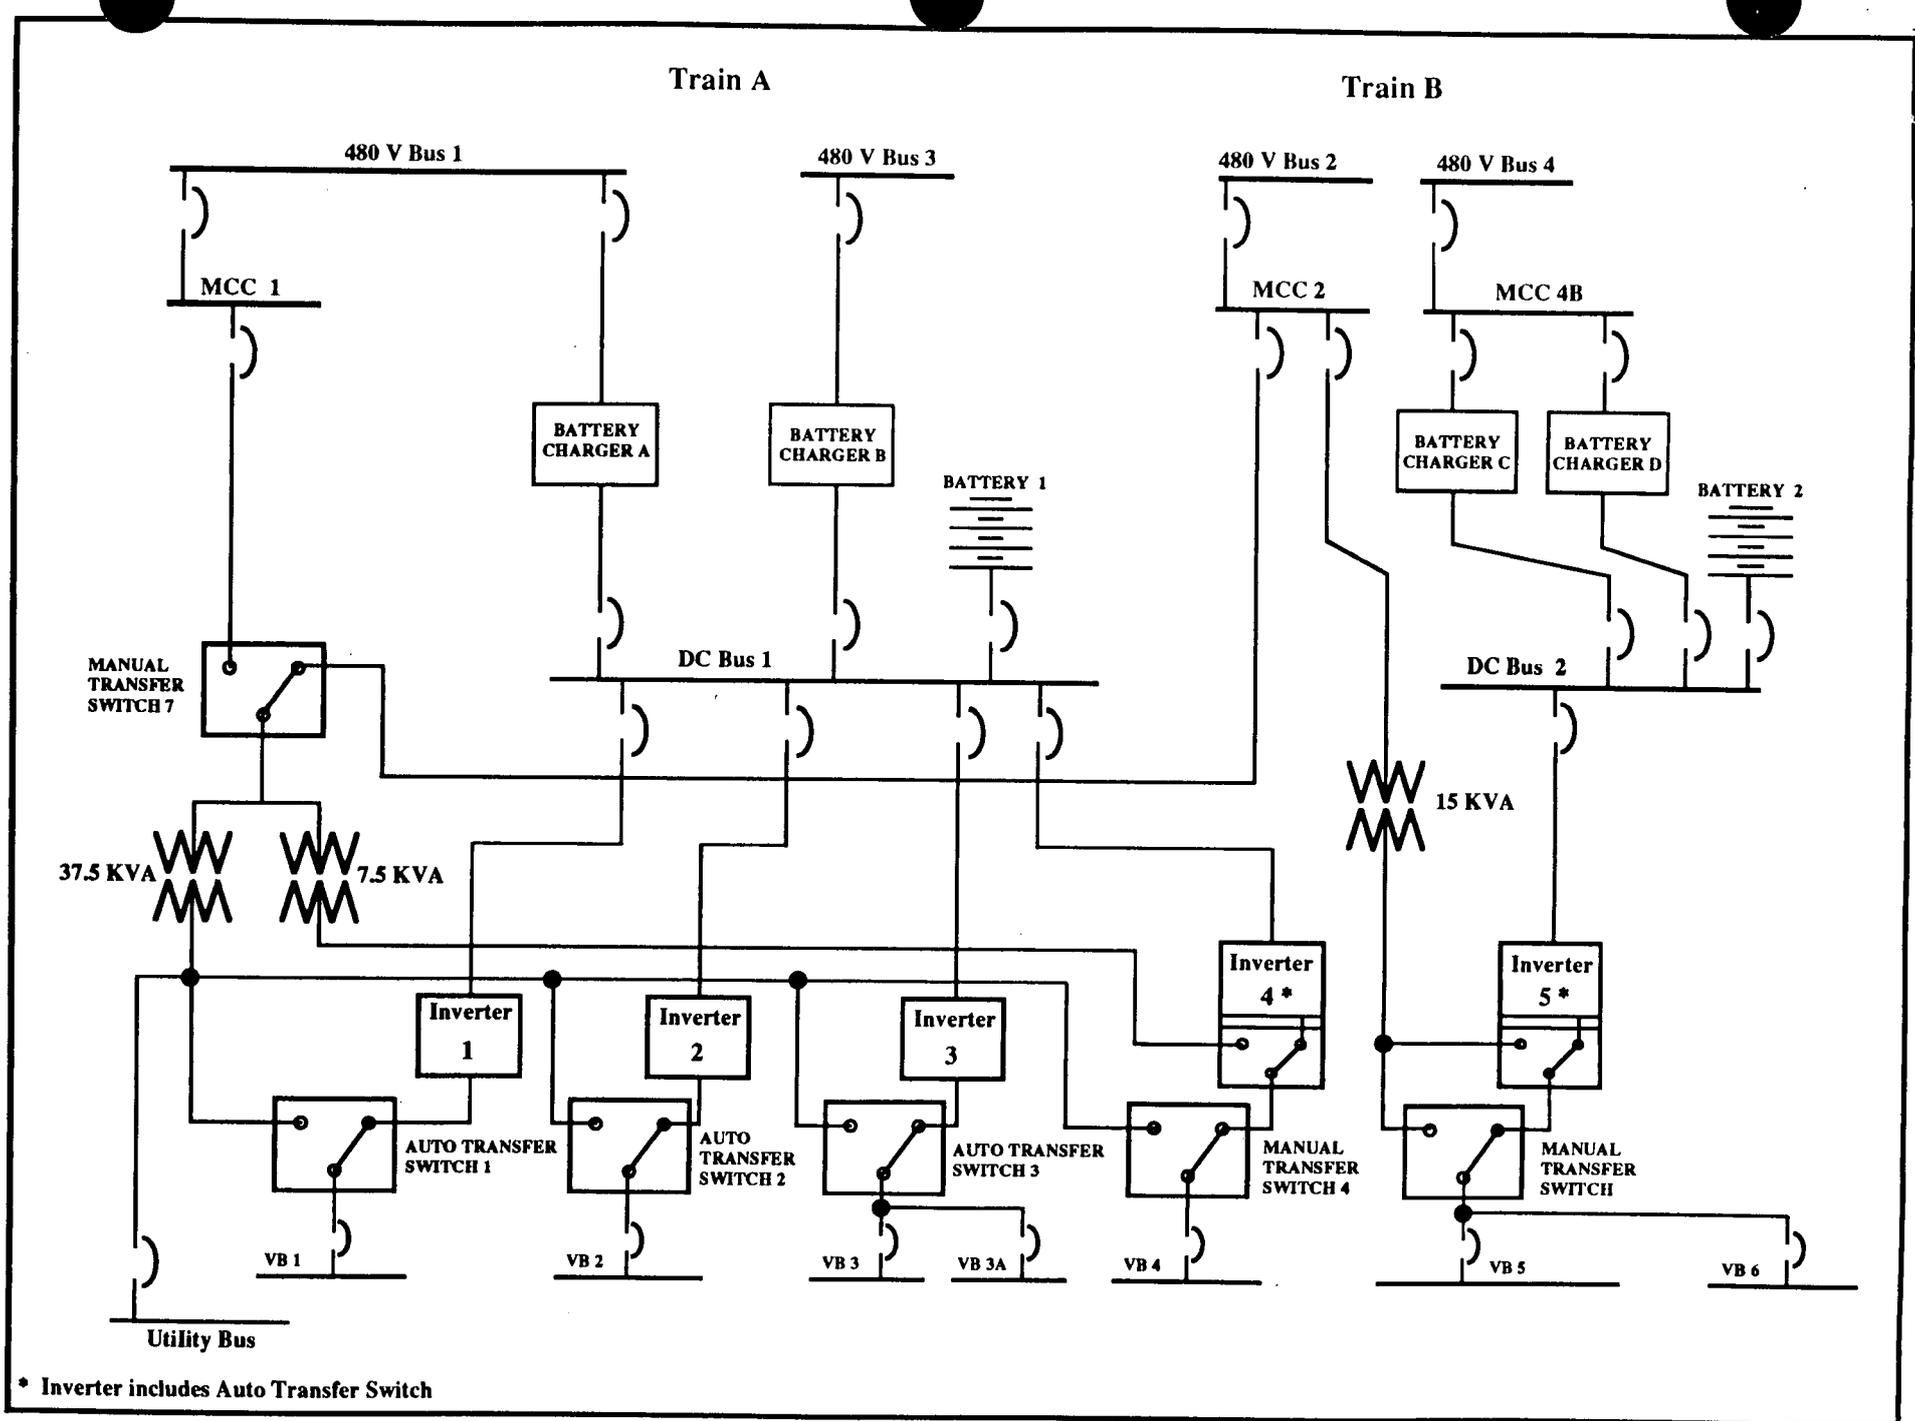 Train A
Train B
480 V Bus 1
480 V Bus 3
480 V Bus 2
480 V Bus 4
MCC 1
MCC 2
MCC 4B
BATTERY
CHARGER A
BATTERY
CHARGER B
BATTERY
CHARGER C
BATTERY
CHARGER D
BATTERY 1
BATTERY 2
MANUAL
TRANSFER
SWITCH 7
DC Bus 1
DC Bus 2
37.5 KVA
7.5 KVA
15 KVA
Inverter
1
Inverter
2
Inverter
3
Inverter
4 *
Inverter
5 *
AUTO TRANSFER
SWITCH 1
AUTO
TRANSFER
SWITCH 2
AUTO TRANSFER
SWITCH 3
MANUAL
TRANSFER
SWITCH 4
MANUAL
TRANSFER
SWITCH
VB 1
VB 2
VB 3
VB 3A
VB 4
VB 5
VB 6
Utility Bus
* Inverter includes Auto Transfer Switch